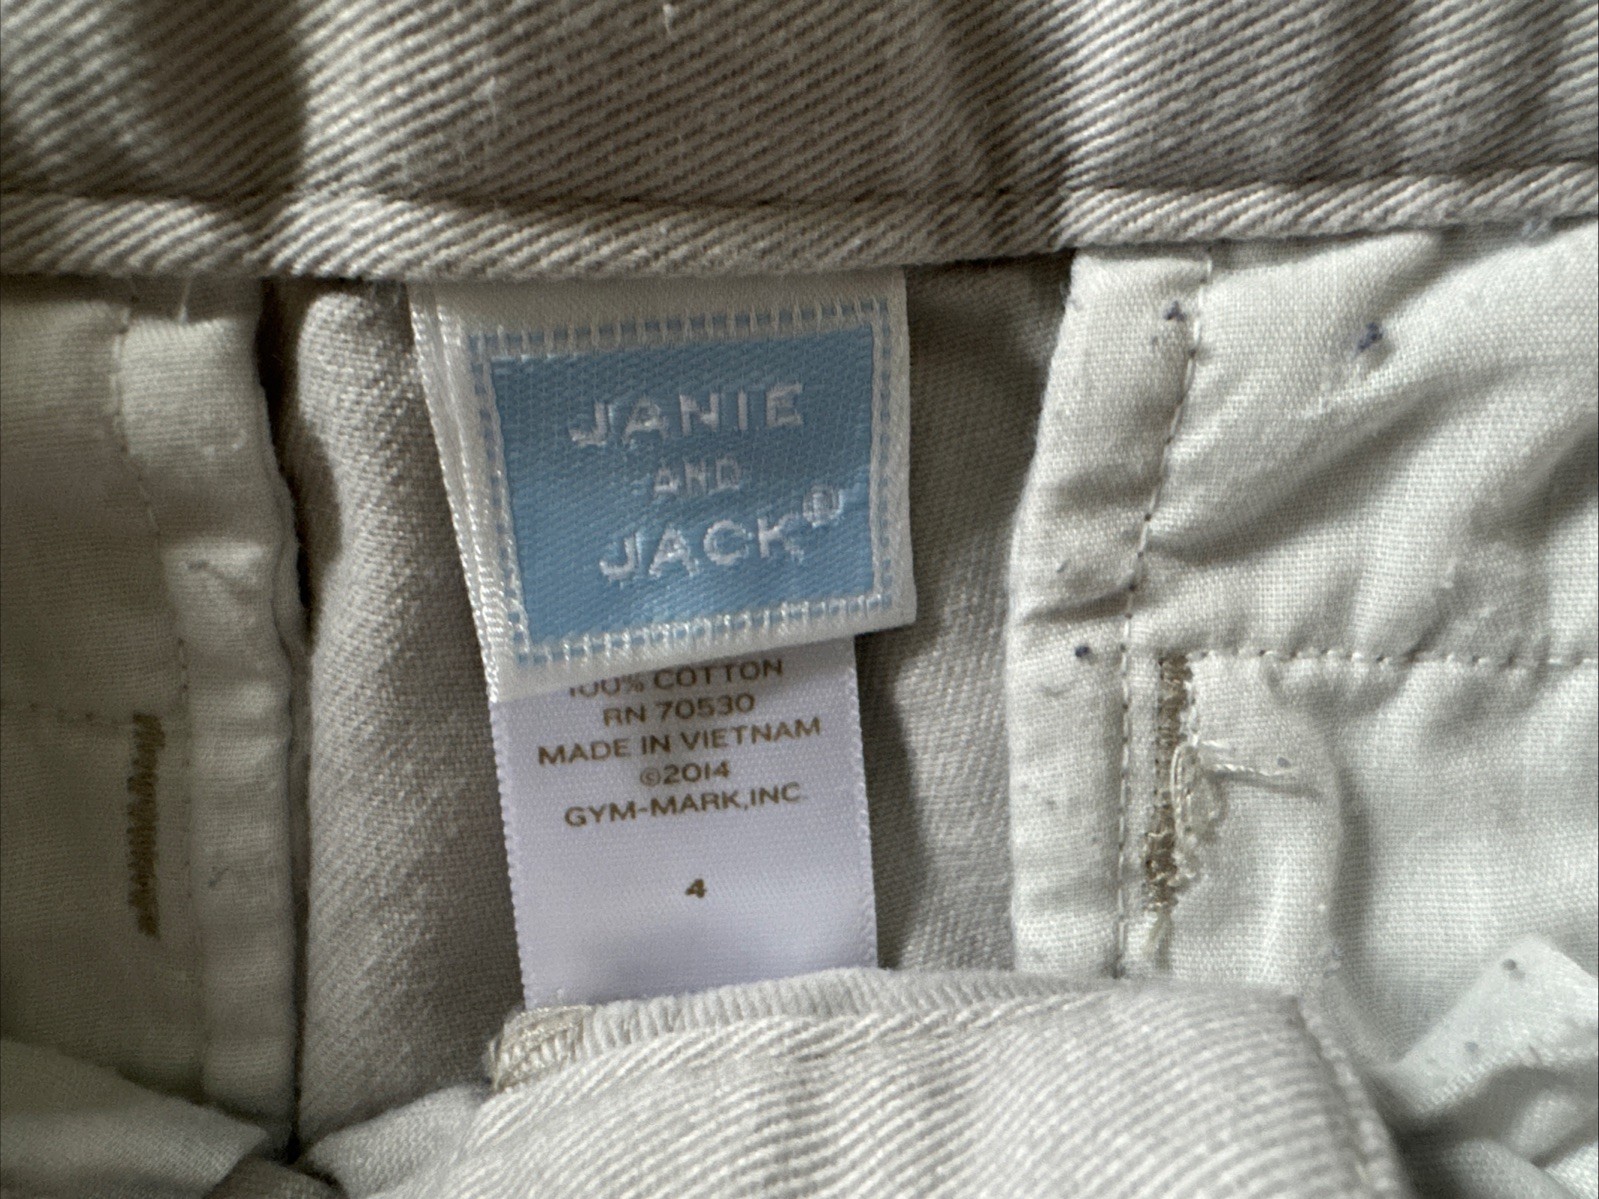 JANIE
AND
JACK®
100% COTTON
RN 70530
MADE IN VIETNAM
©2014
GYM-MARK,INC.
4